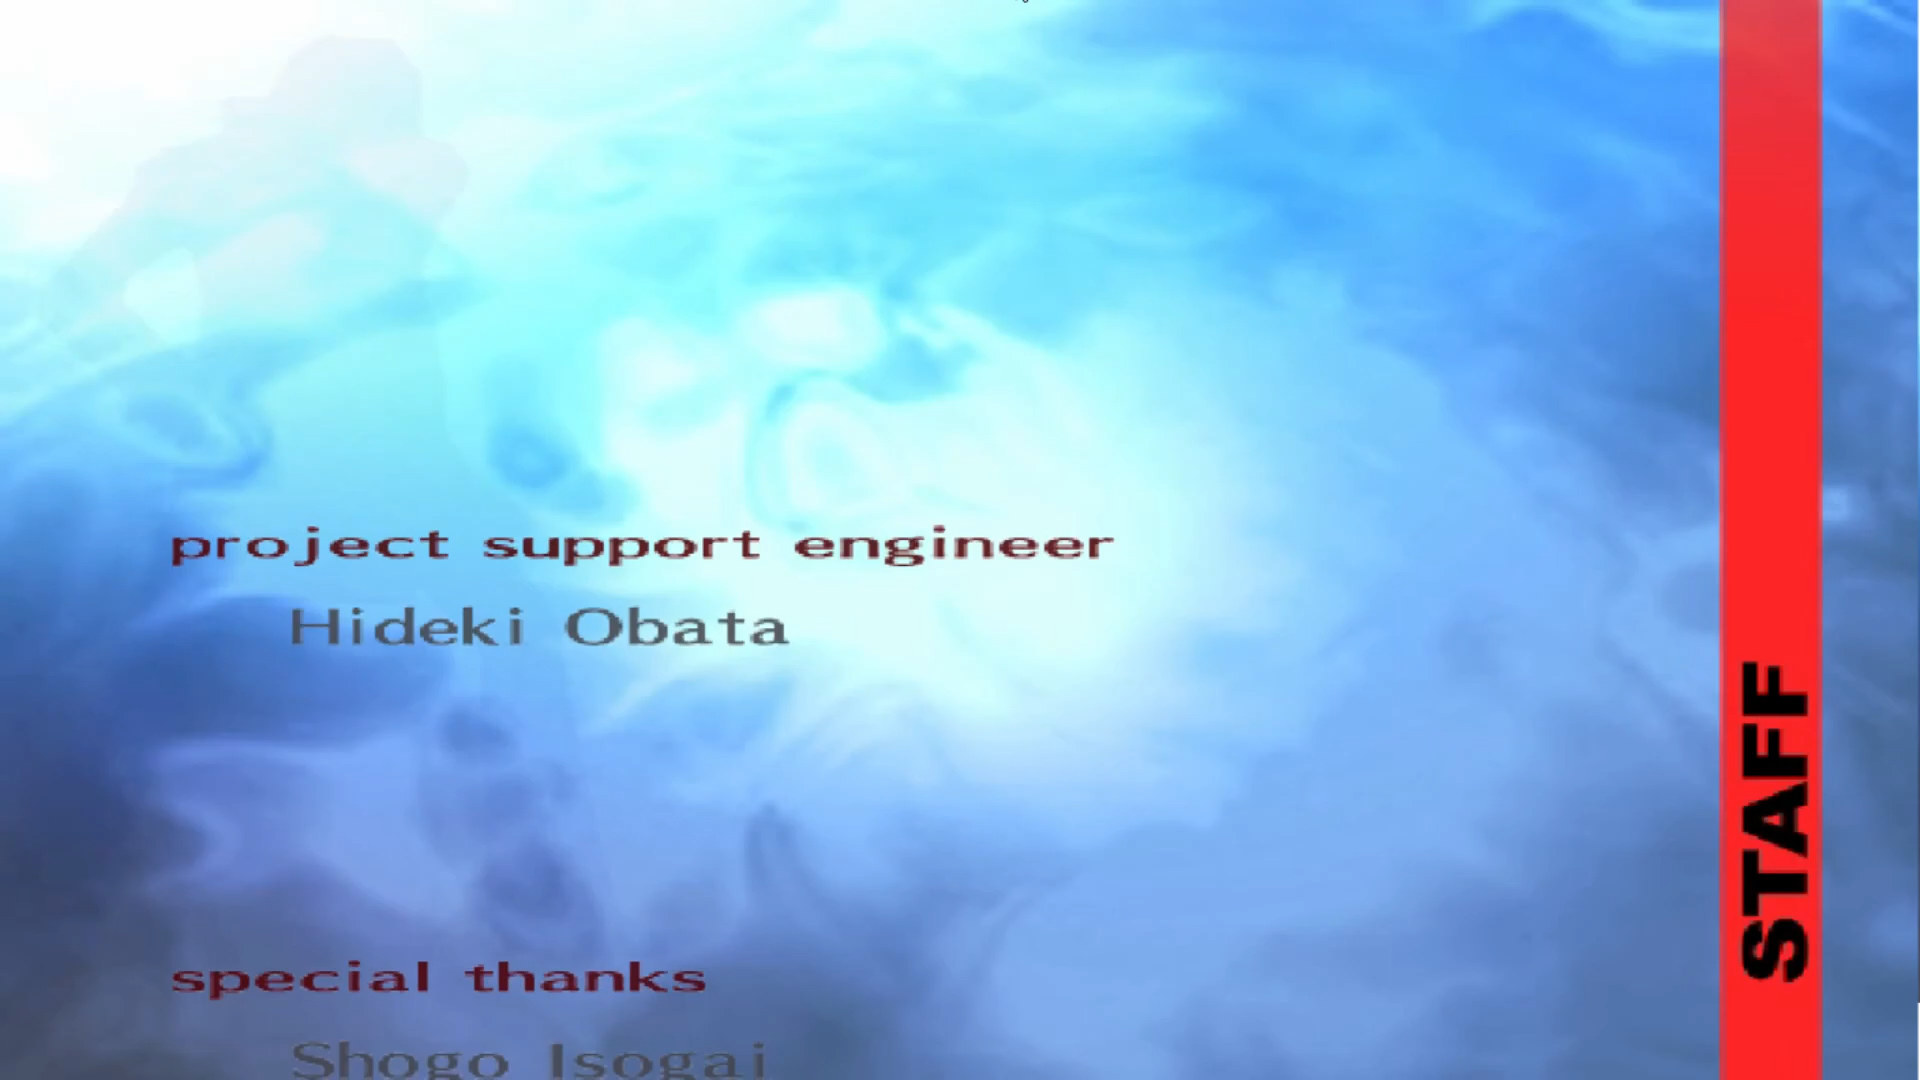 project support engineer
Hideki Obata
special thanks
Shogo Isogai
STAFF